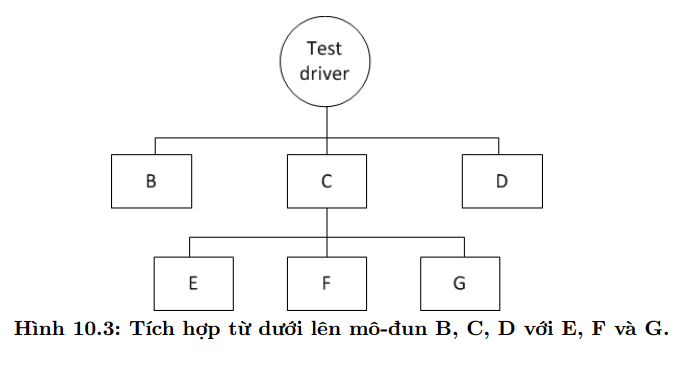 Test
driver
B
C
D
E
F
G
Hình 10.3: Tích hợp từ dưới lên mô-đun B, C, D với E, F và G.